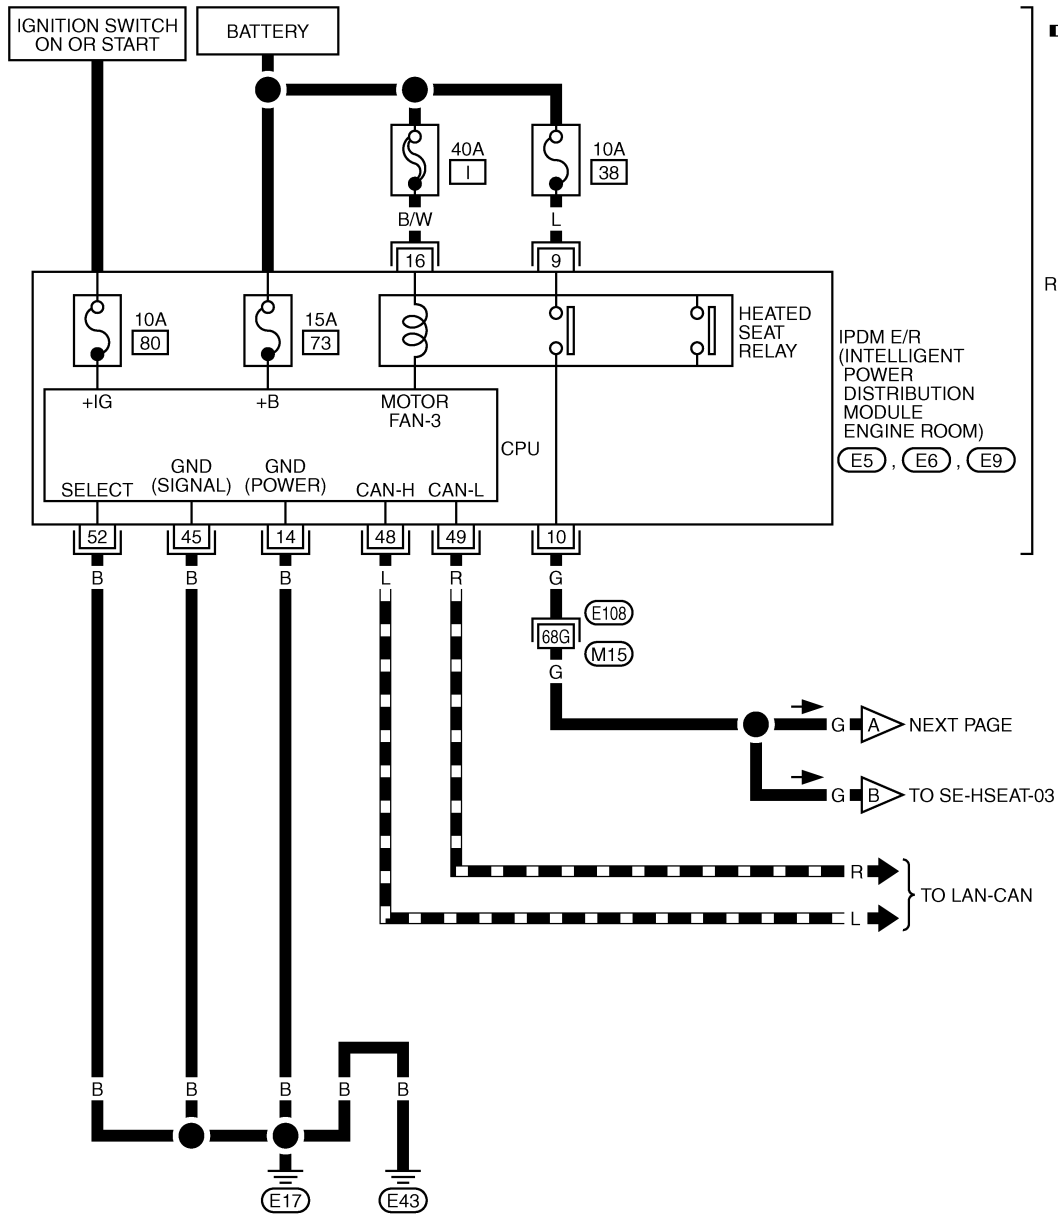 IGNITION SWITCH
ON OR START
BATTERY
40A
I
10A
38
B/W
L
16
9
10A
80
15A
73
HEATED
SEAT
RELAY
IPDM E/R
(INTELLIGENT
POWER
DISTRIBUTION
MODULE
ENGINE ROOM)
E5 , E6 , E9
R
+IG
+B
MOTOR
FAN-3
CPU
SELECT
GND
(SIGNAL)
GND
(POWER)
CAN-H
CAN-L
52
45
14
48
49
10
B
B
B
L
R
G
E108
68G
M15
G
G
A
NEXT PAGE
G
B
TO SE-HSEAT-03
R
L
TO LAN-CAN
B
B
B
B
B
E17
E43